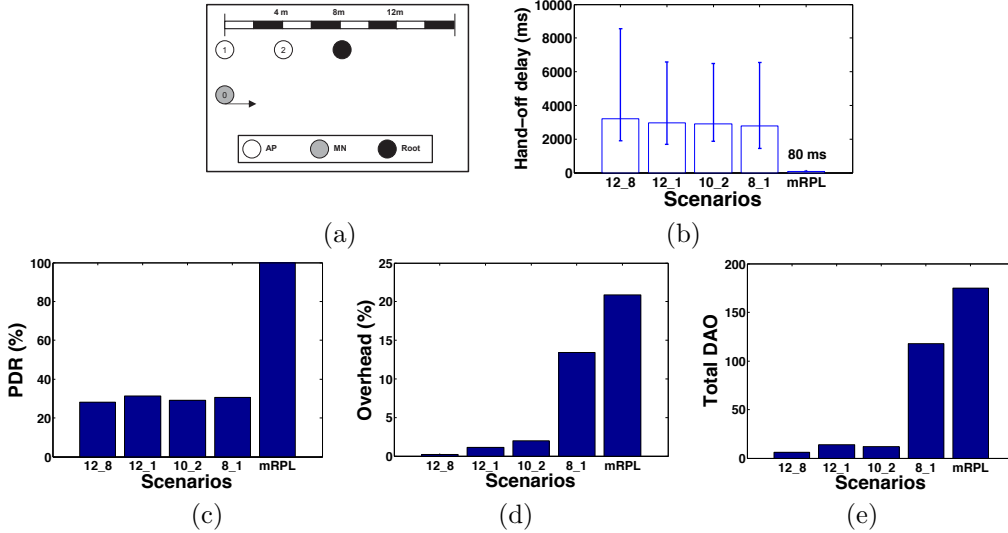 4 m 8m 12m
1 2
0
AP MN Root
(a)
Hand-off delay (ms)
10000
8000
6000
4000
2000
0
80 ms
12_8 12_1 10_2 8_1 mRPL
Scenarios
(b)
PDR (%)
100
80
60
40
20
0
12_8 12_1 10_2 8_1 mRPL
Scenarios
(c)
Overhead (%)
25
20
15
10
5
0
12_8 12_1 10_2 8_1 mRPL
Scenarios
(d)
Total DAO
200
150
100
50
0
12_8 12_1 10_2 8_1 mRPL
Scenarios
(e)